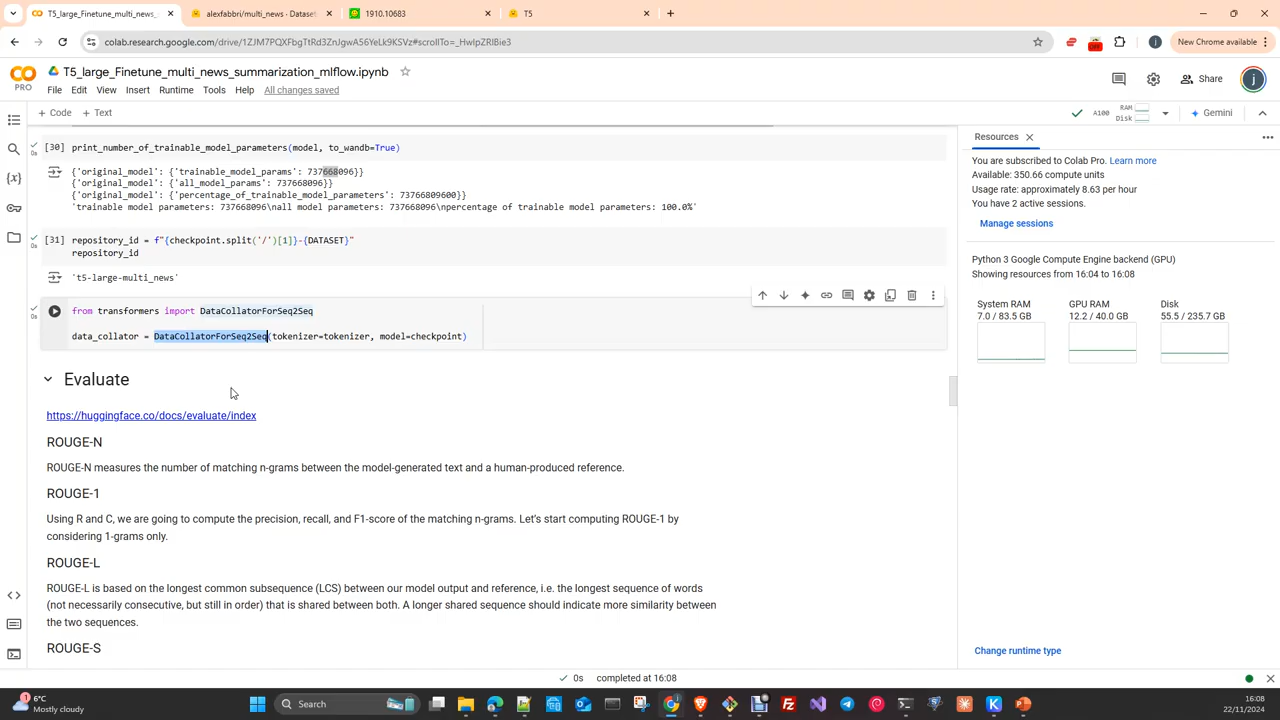 T5_large_Finetune_multi_news_s
alexfabbri/multi_news · Dataset
1910.10683
T5
colab.research.google.com/drive/1ZJM7PQXFbgTtRd3ZnJgwA56YeLk9KSVz#scrollTo=_HwIpZRIBie3
New Chrome available
T5_large_Finetune_multi_news_summarization_mlflow.ipynb
PRO
File Edit View Insert Runtime Tools Help All changes saved
Share
+ Code + Text
A100 RAM Disk
Gemini
[30] print_number_of_trainable_model_parameters(model, to_wandb=True)
0s
{'original_model': {'trainable_model_params': 737668096}}
{'original_model': {'all_model_params': 737668096}}
{'original_model': {'percentage_of_trainable_model_parameters': 73766809600}}
'trainable model parameters: 737668096\nall model parameters: 737668096\npercentage of trainable model parameters: 100.0%'
[31] repository_id = f"{checkpoint.split('/')[1]}-{DATASET}"
0s
repository_id
't5-large-multi_news'
from transformers import DataCollatorForSeq2Seq
0s
data_collator = DataCollatorForSeq2Seq(tokenizer=tokenizer, model=checkpoint)
Evaluate
https://huggingface.co/docs/evaluate/index
ROUGE-N
ROUGE-N measures the number of matching n-grams between the model-generated text and a human-produced reference.
ROUGE-1
Using R and C, we are going to compute the precision, recall, and F1-score of the matching n-grams. Let's start computing ROUGE-1 by
considering 1-grams only.
ROUGE-L
ROUGE-L is based on the longest common subsequence (LCS) between our model output and reference, i.e. the longest sequence of words
(not necessarily consecutive, but still in order) that is shared between both. A longer shared sequence should indicate more similarity between
the two sequences.
ROUGE-S
Resources
You are subscribed to Colab Pro. Learn more
Available: 350.66 compute units
Usage rate: approximately 8.63 per hour
You have 2 active sessions.
Manage sessions
Python 3 Google Compute Engine backend (GPU)
Showing resources from 16:04 to 16:08
System RAM
7.0 / 83.5 GB
GPU RAM
12.2 / 40.0 GB
Disk
55.5 / 235.7 GB
Change runtime type
0s completed at 16:08
6°C
Mostly cloudy
Search
16:08
22/11/2024